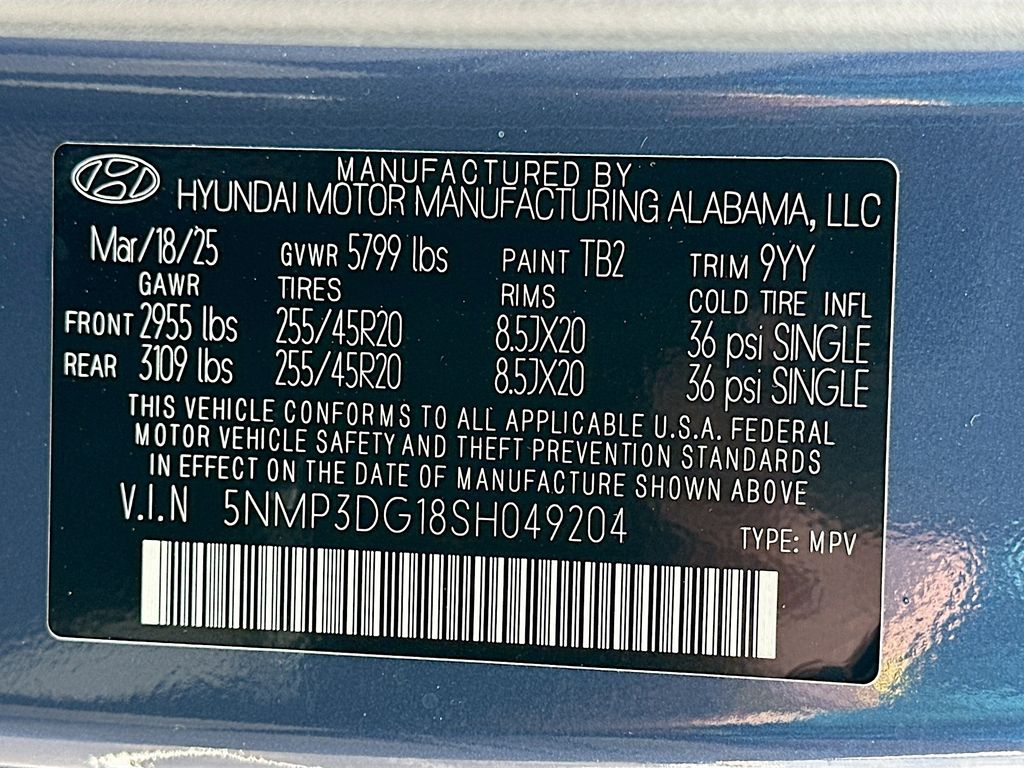 MANUFACTURED BY
HYUNDAI MOTOR MANUFACTURING ALABAMA, LLC
Mar/18/25 GVWR 5799 lbs PAINT TB2 TRIM 9YY
GAWR TIRES RIMS COLD TIRE INFL
FRONT 2955 lbs 255/45R20 8.5JX20 36 psi SINGLE
REAR 3109 lbs 255/45R20 8.5JX20 36 psi SINGLE
THIS VEHICLE CONFORMS TO ALL APPLICABLE U.S.A. FEDERAL
MOTOR VEHICLE SAFETY AND THEFT PREVENTION STANDARDS
IN EFFECT ON THE DATE OF MANUFACTURE SHOWN ABOVE
V.I.N 5NMP3DG18SH049204 TYPE: MPV